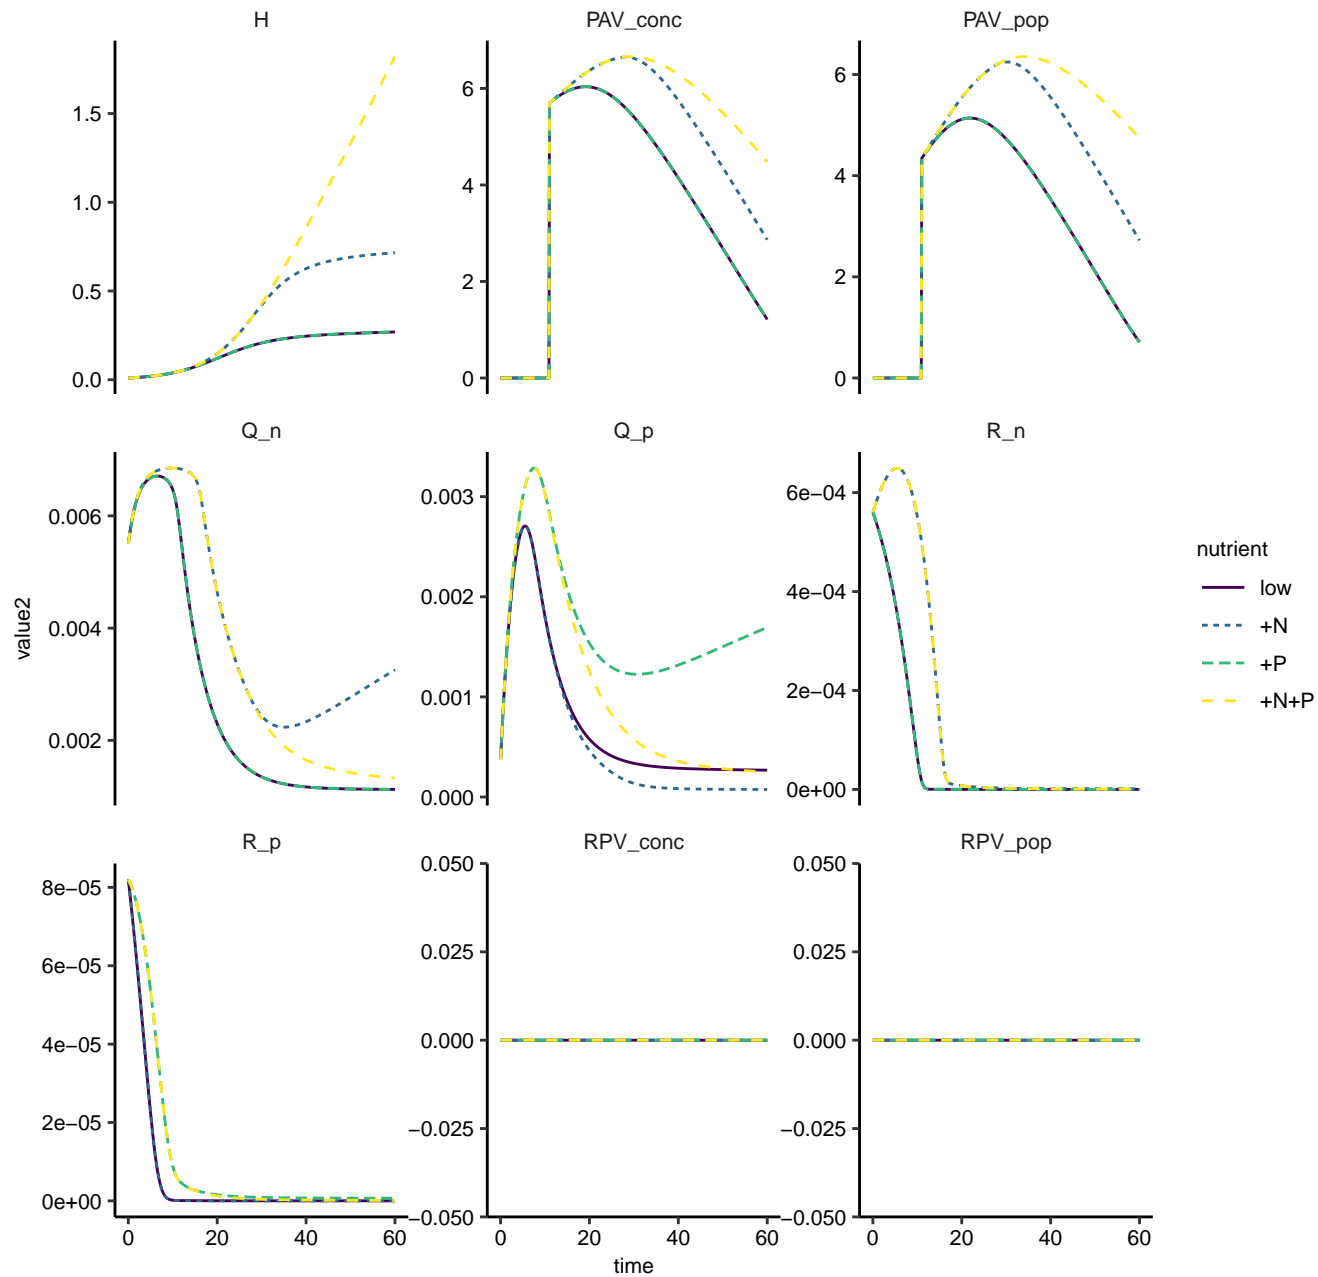 H
PAV_conc
PAV_pop
1.5
1.0
0.5
0.0
6
4
2
0
6
4
2
0
Q_n
Q_p
R_n
0.006
0.004
0.002
0.003
0.002
0.001
0.000
6e−04
4e−04
2e−04
0e+00
value2
nutrient
low
+N
+P
+N+P
R_p
RPV_conc
RPV_pop
8e−05
6e−05
4e−05
2e−05
0e+00
0.050
0.025
0.000
−0.025
−0.050
0.050
0.025
0.000
−0.025
−0.050
0 20 40 60
0 20 40 60
0 20 40 60
time